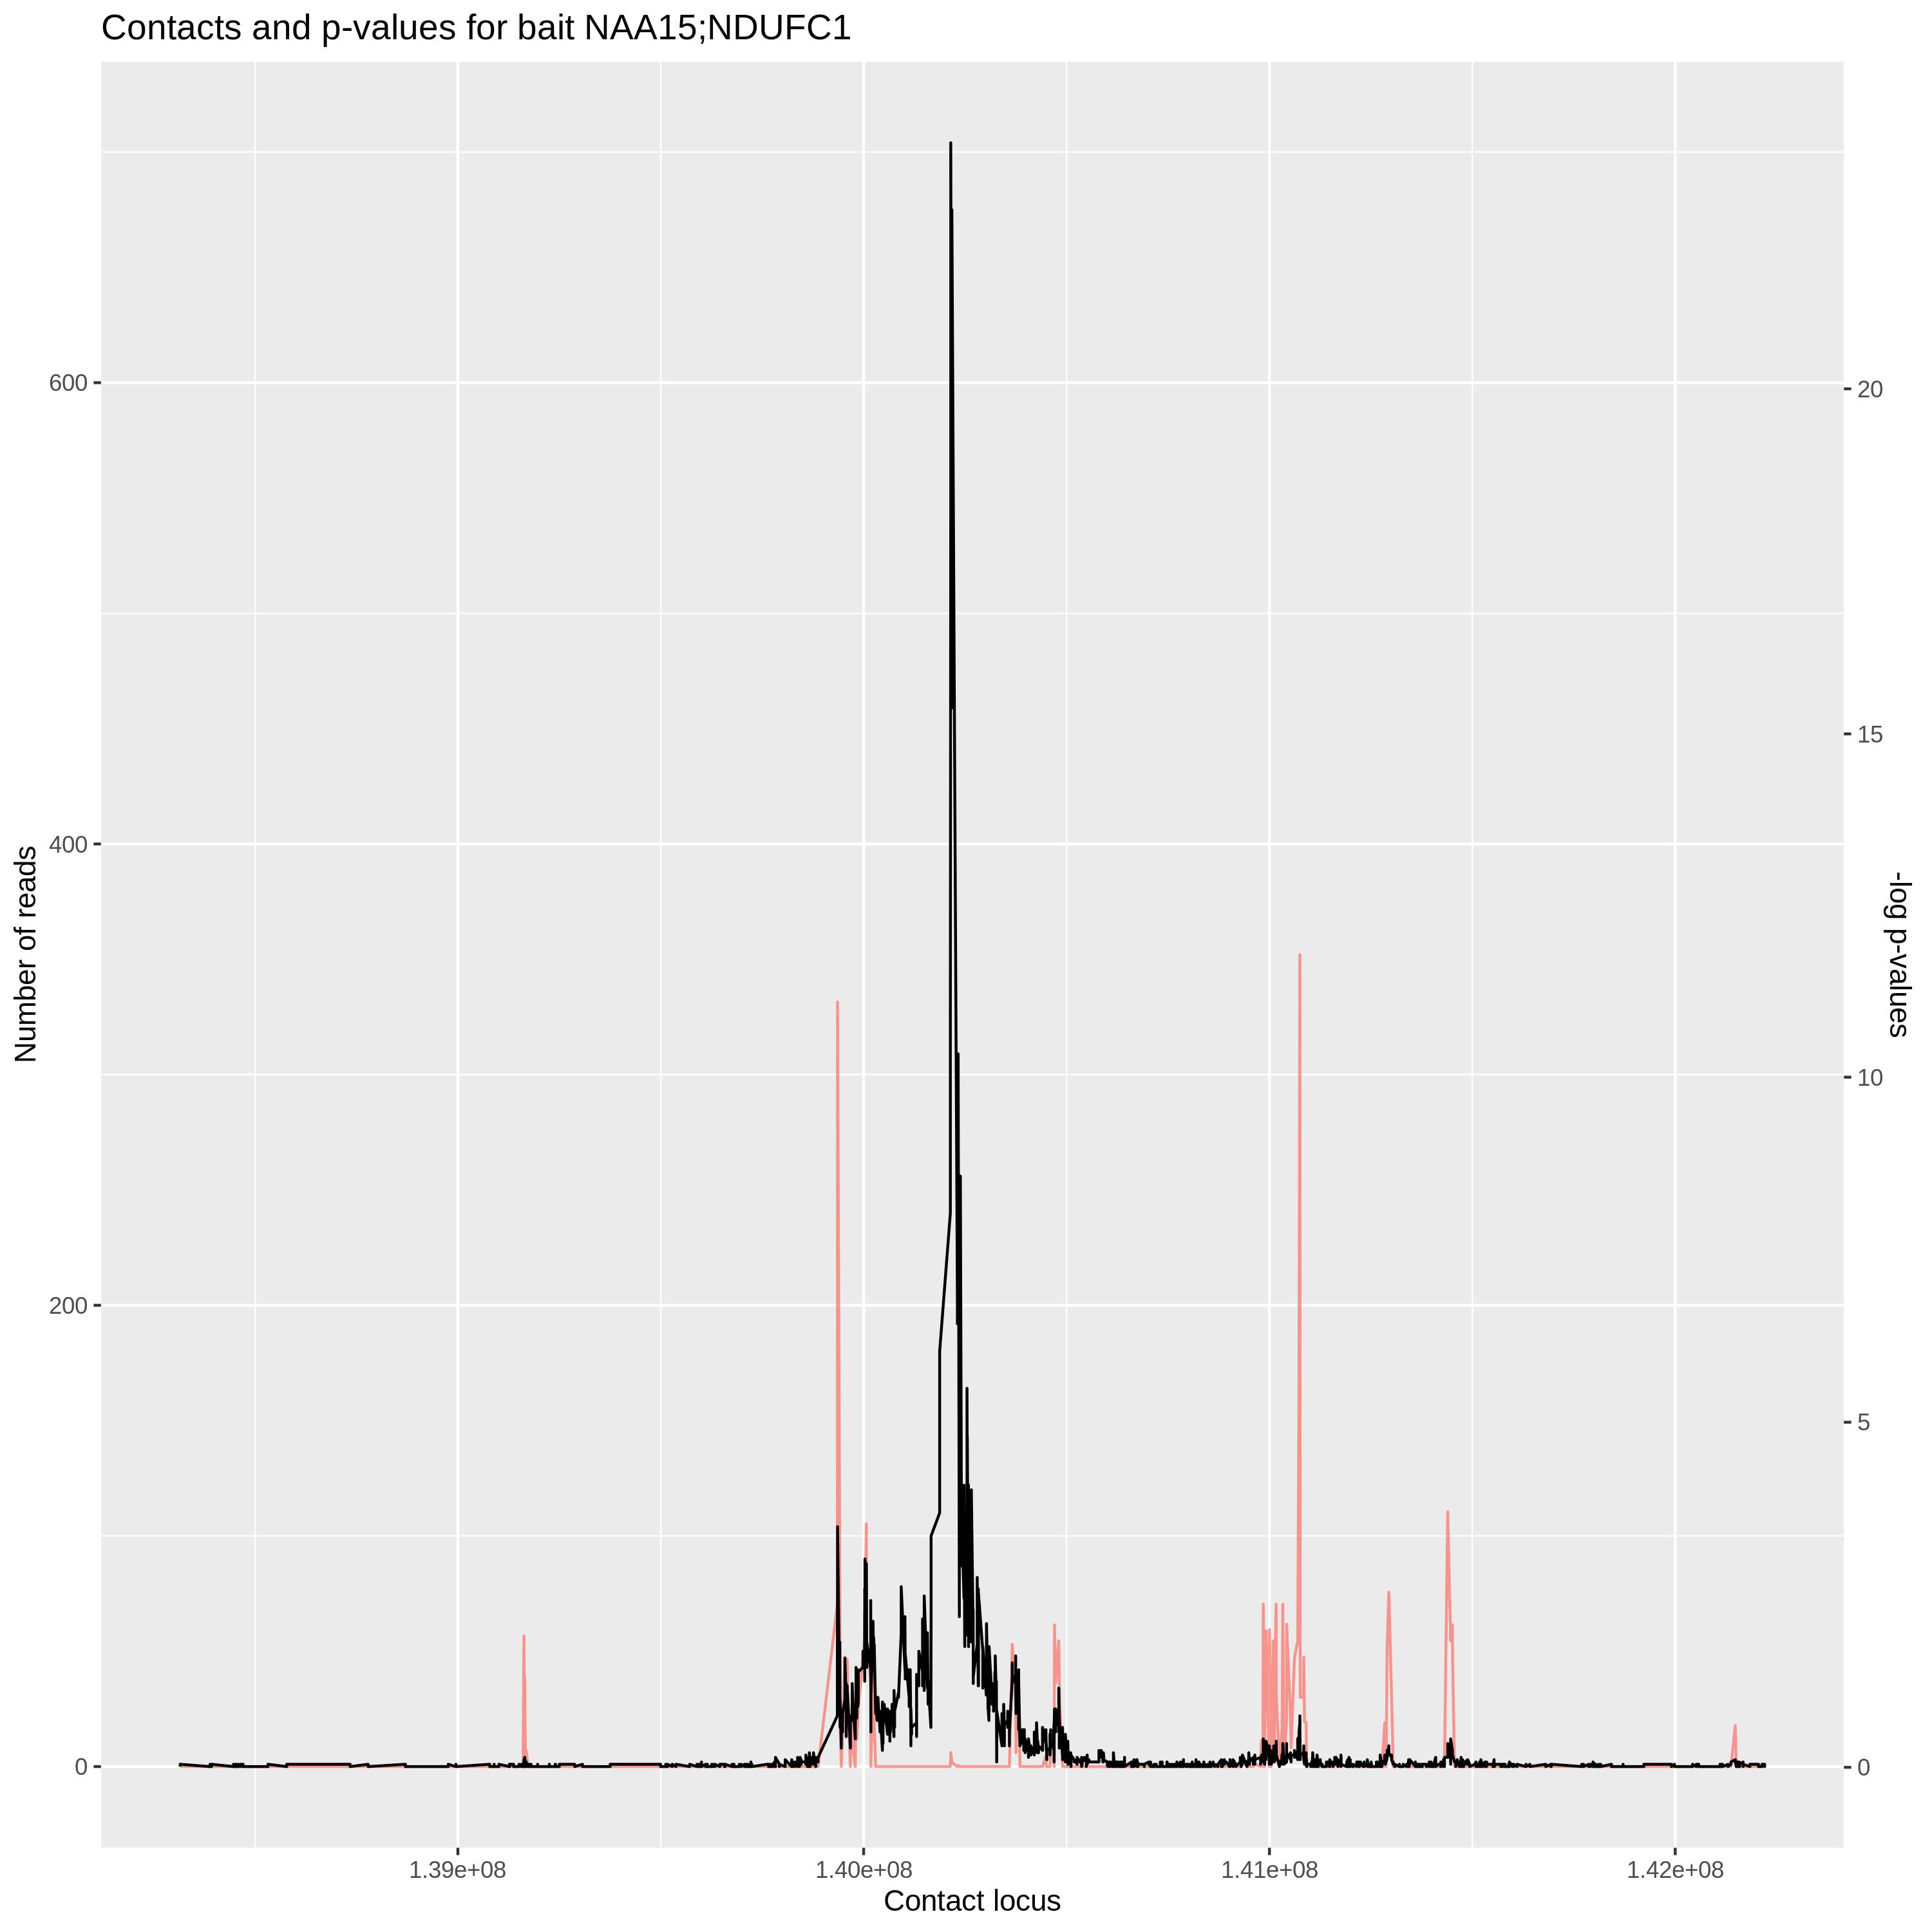 Contacts and p-values for bait NAA15;NDUFC1
Number of reads
600
400
200
0
20
15
10
5
0
-log p-values
1.39e+08
1.40e+08
1.41e+08
1.42e+08
Contact locus